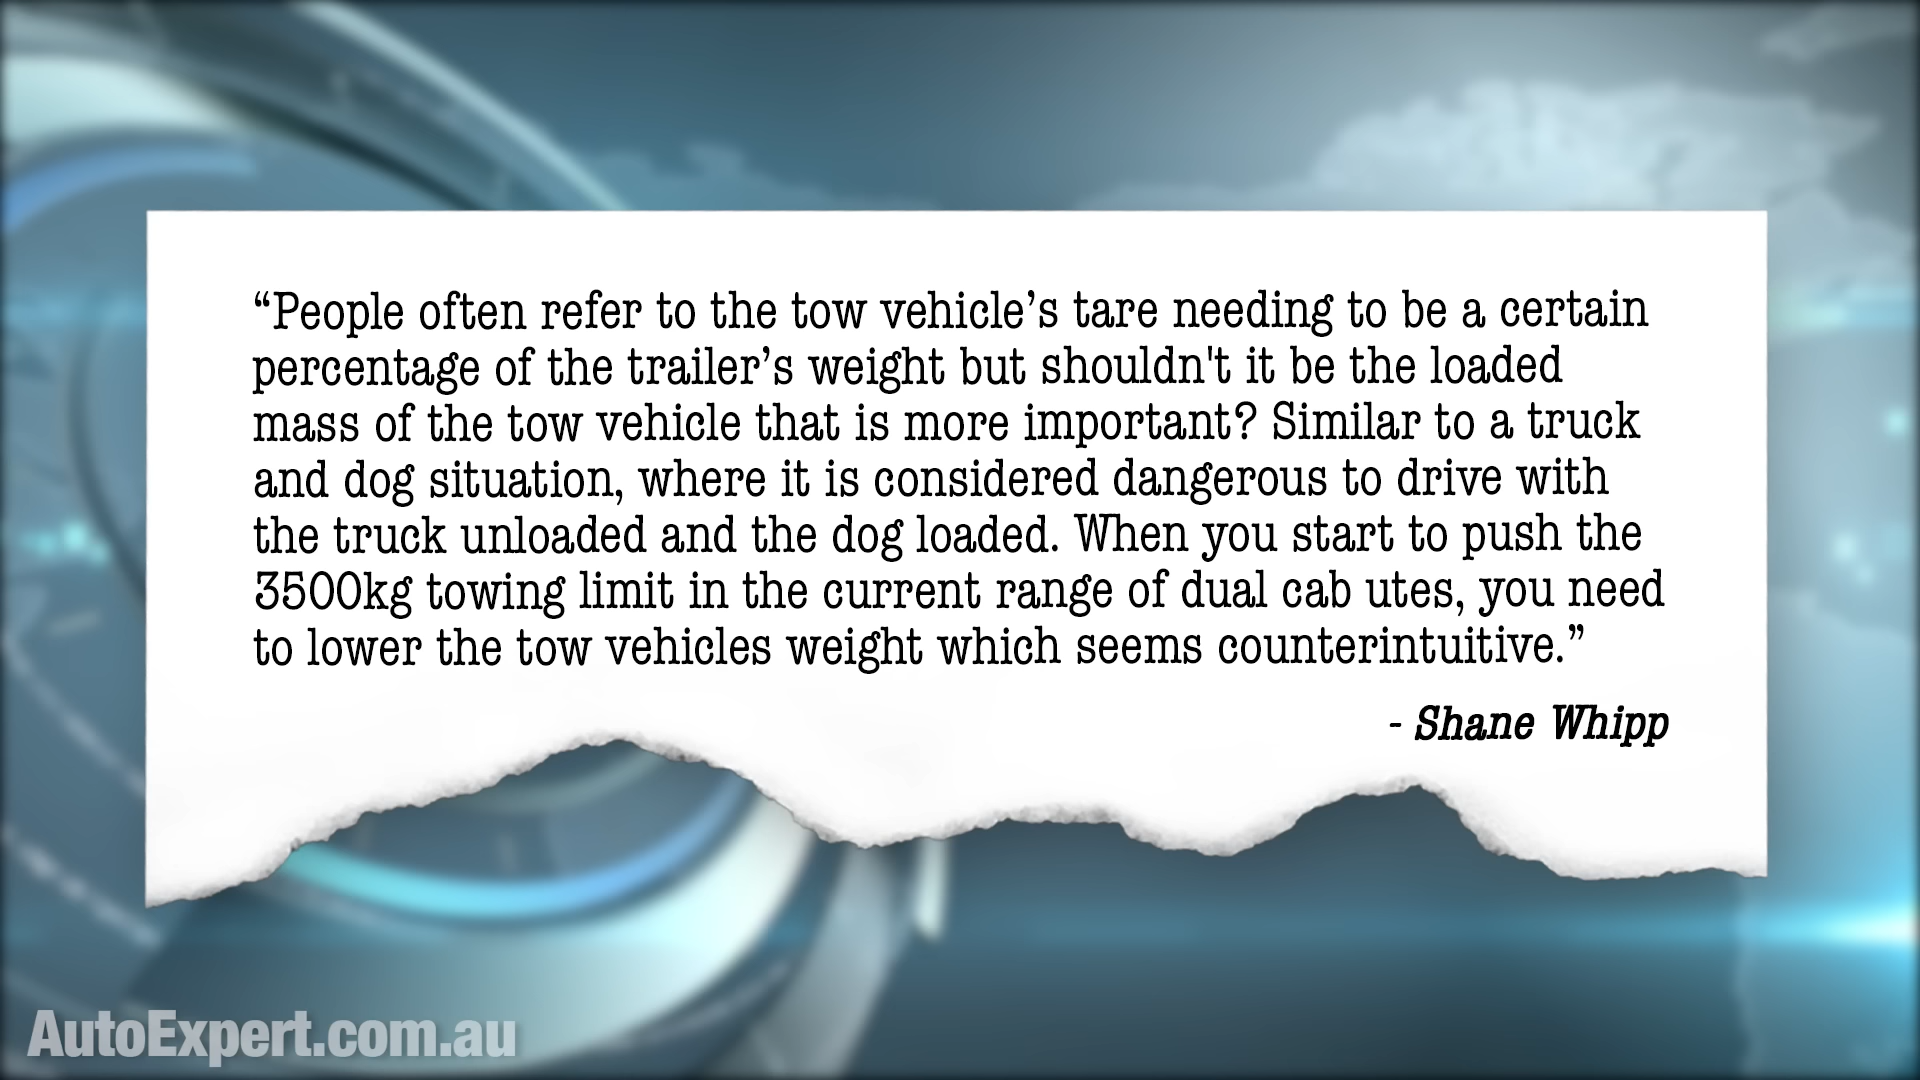 “People often refer to the tow vehicle’s tare needing to be a certain
percentage of the trailer’s weight but shouldn't it be the loaded
mass of the tow vehicle that is more important? Similar to a truck
and dog situation, where it is considered dangerous to drive with
the truck unloaded and the dog loaded. When you start to push the
3500kg towing limit in the current range of dual cab utes, you need
to lower the tow vehicles weight which seems counterintuitive.”
- Shane Whipp
AutoExpert.com.au